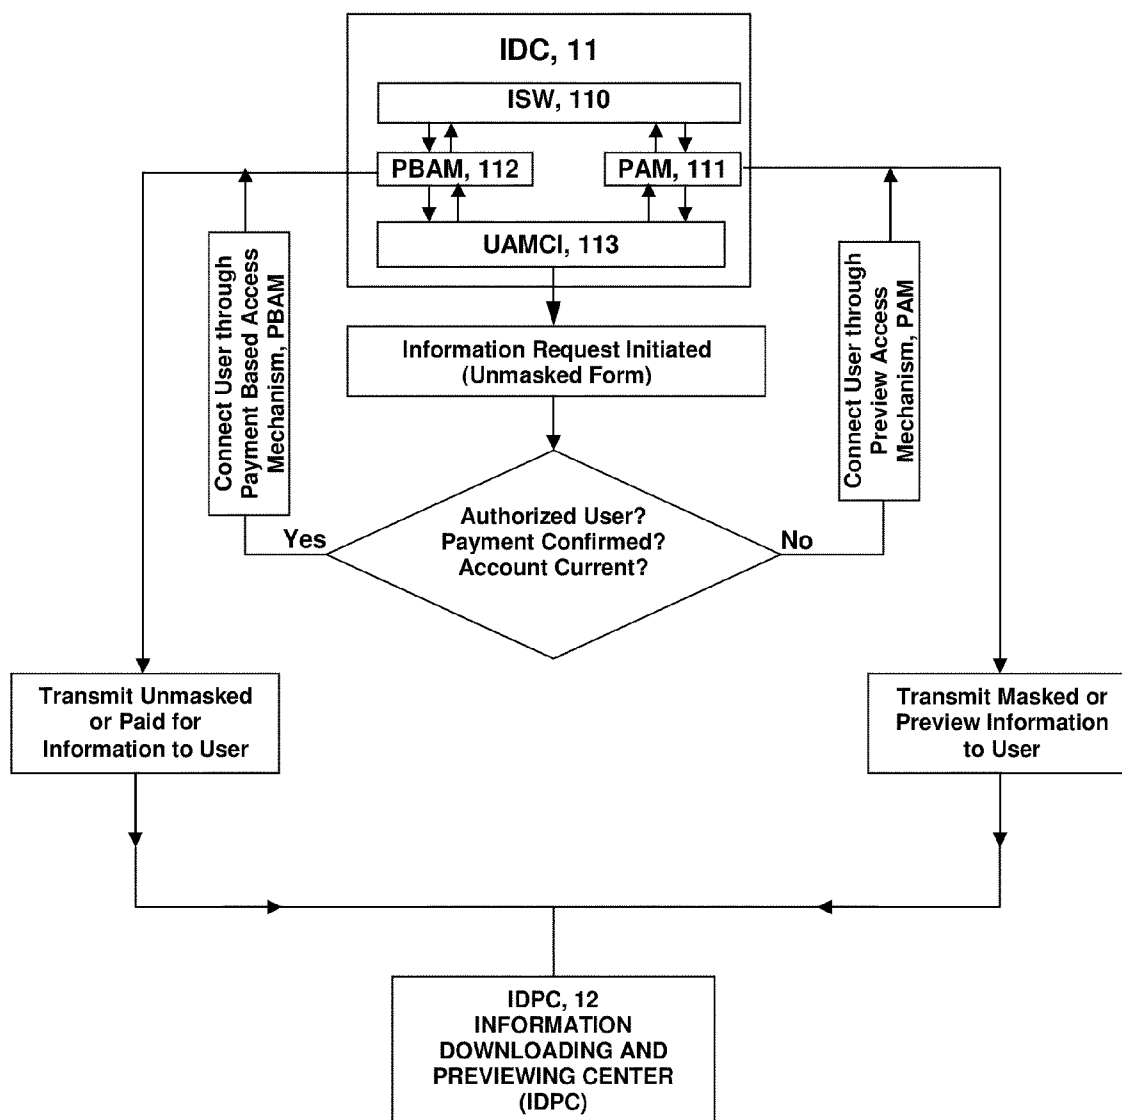 IDC, 11
ISW, 110
PBAM, 112
PAM, 111
UAMCI, 113
Connect User through
Payment Based Access
Mechanism, PBAM
Information Request Initiated
(Unmasked Form)
Connect User through
Preview Access
Mechanism, PAM
Yes
Authorized User?
Payment Confirmed?
Account Current?
No
Transmit Unmasked
or Paid for
Information to User
Transmit Masked or
Preview Information
to User
IDPC, 12
INFORMATION
DOWNLOADING AND
PREVIEWING CENTER
(IDPC)